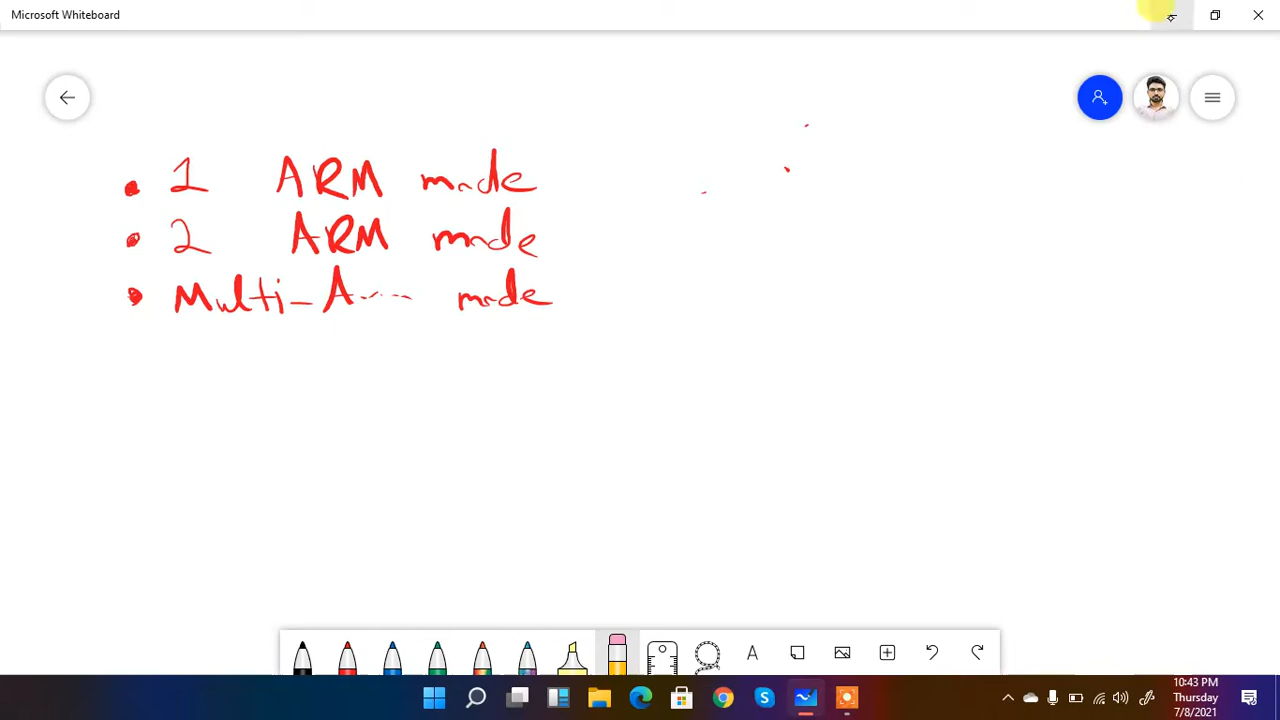 Microsoft Whiteboard
• 1 ARM mode
• 2 ARM mode
• Multi-A---- mode
A
10:43 PM
Thursday
7/8/2021